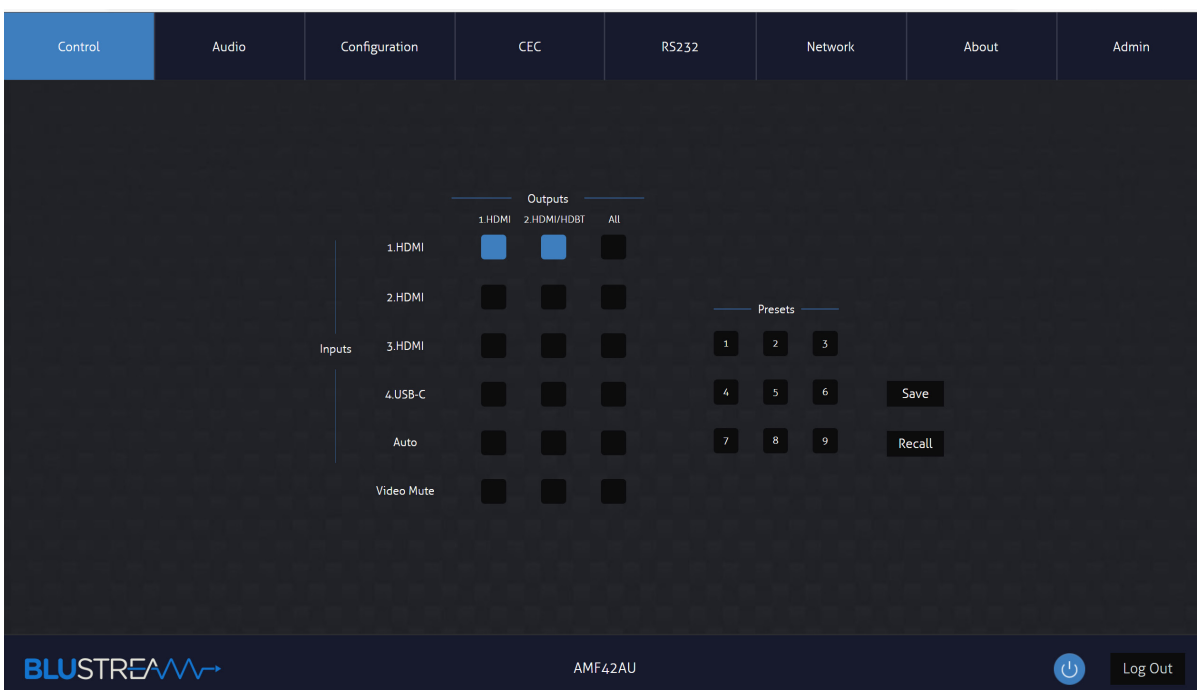 Control Audio Configuration CEC RS232 Network About Admin
Outputs
1.HDMI 2.HDMI/HDBT All
1.HDMI
2.HDMI
Presets
Inputs 3.HDMI 1 2 3
4.USB-C 4 5 6 Save
Auto 7 8 9 Recall
Video Mute
BLUSTREAM AMF42AU Log Out